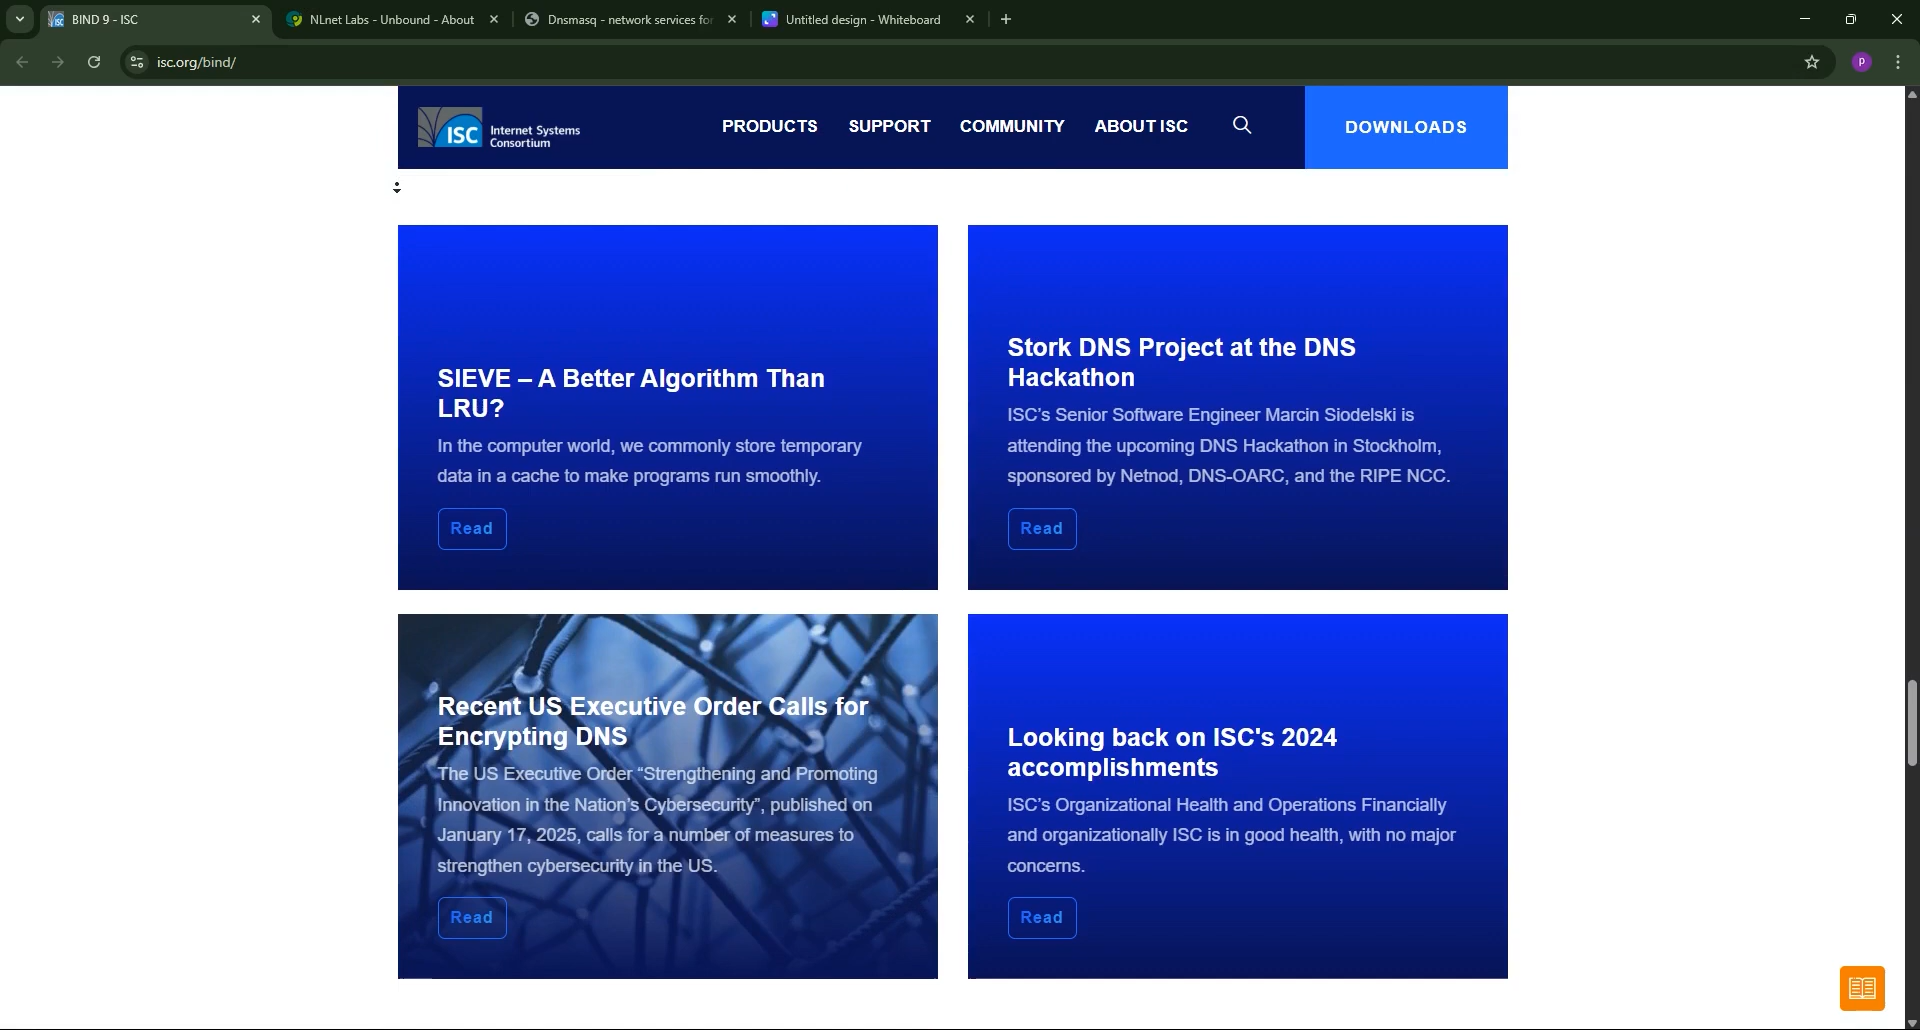 BIND 9 - ISC
NLnet Labs - Unbound - About
Dnsmasq - network services for
Untitled design - Whiteboard
isc.org/bind/
P
ISC Internet Systems
Consortium
PRODUCTS
SUPPORT
COMMUNITY
ABOUT ISC
DOWNLOADS
SIEVE – A Better Algorithm Than
LRU?
In the computer world, we commonly store temporary
data in a cache to make programs run smoothly.
Read
Stork DNS Project at the DNS
Hackathon
ISC’s Senior Software Engineer Marcin Siodelski is
attending the upcoming DNS Hackathon in Stockholm,
sponsored by Netnod, DNS-OARC, and the RIPE NCC.
Read
Recent US Executive Order Calls for
Encrypting DNS
The US Executive Order “Strengthening and Promoting
Innovation in the Nation’s Cybersecurity”, published on
January 17, 2025, calls for a number of measures to
strengthen cybersecurity in the US.
Read
Looking back on ISC's 2024
accomplishments
ISC’s Organizational Health and Operations Financially
and organizationally ISC is in good health, with no major
concerns.
Read